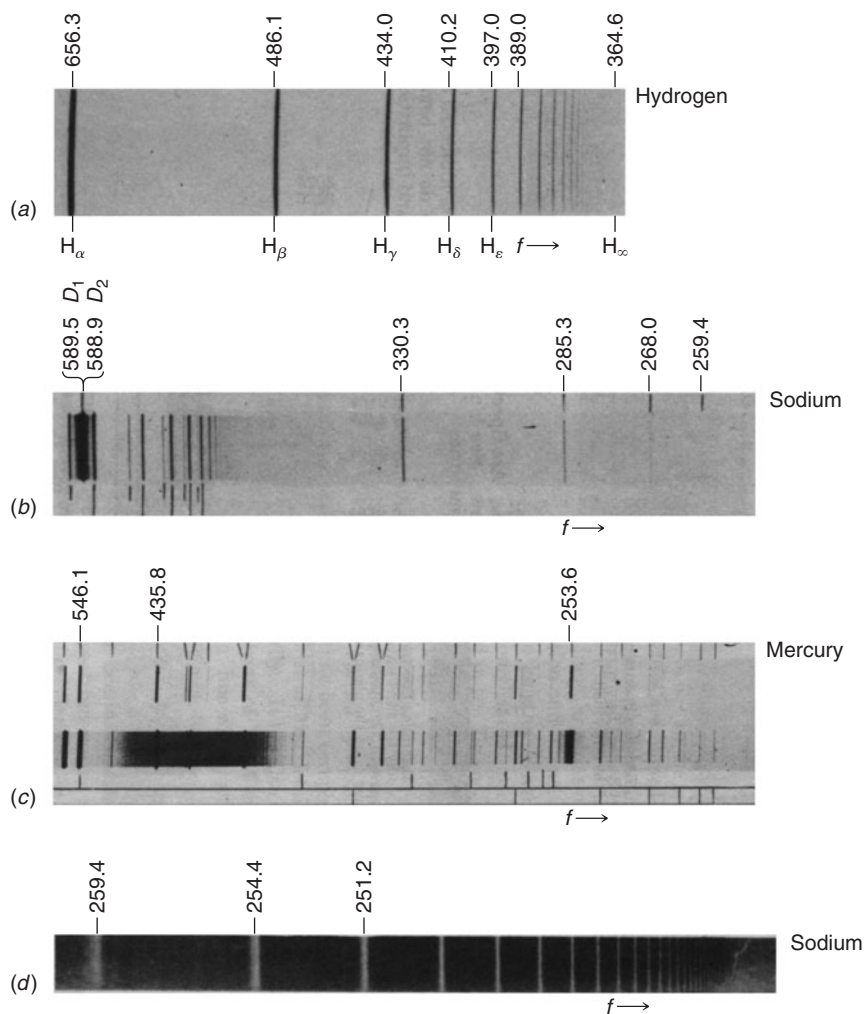 656.3 486.1 434.0 410.2 397.0 389.0 364.6
Hydrogen
(a)
Hα Hβ Hγ Hδ Hε f → H∞
589.5 D1
588.9 D2
330.3 285.3 268.0 259.4
Sodium
(b)
f →
546.1 435.8 253.6
Mercury
(c)
f →
259.4 254.4 251.2
Sodium
(d)
f →